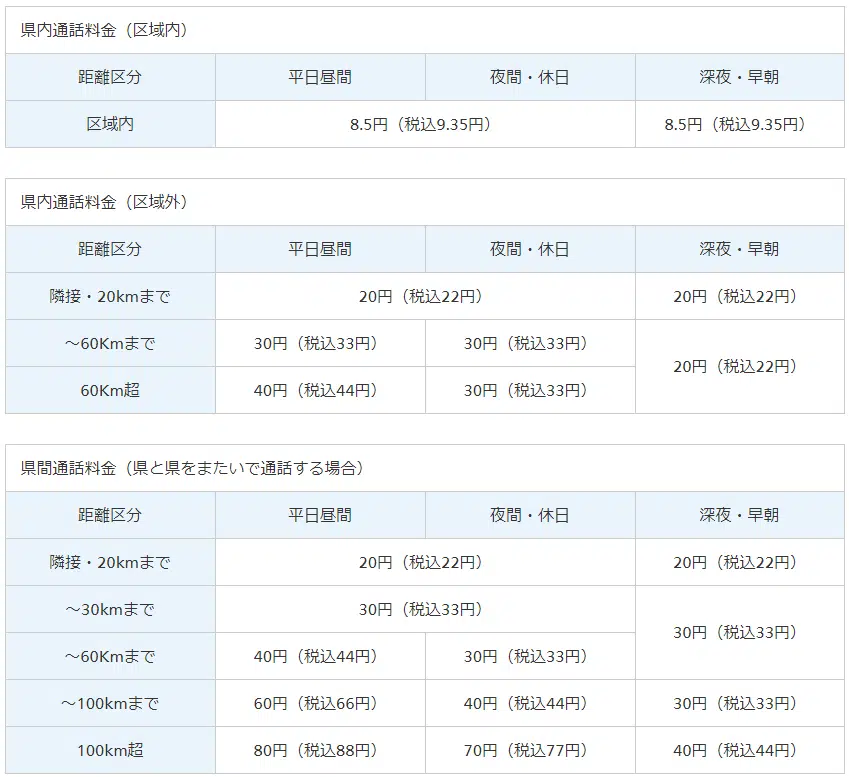 県内通話料金（区域内）
距離区分 平日昼間 夜間・休日 深夜・早朝
区域内 8.5円（税込9.35円） 8.5円（税込9.35円）
県内通話料金（区域外）
距離区分 平日昼間 夜間・休日 深夜・早朝
隣接・20kmまで 20円（税込22円） 20円（税込22円）
～60Kmまで 30円（税込33円） 30円（税込33円）
20円（税込22円）
60Km超 40円（税込44円） 30円（税込33円）
県間通話料金（県と県をまたいで通話する場合）
距離区分 平日昼間 夜間・休日 深夜・早朝
隣接・20kmまで 20円（税込22円） 20円（税込22円）
～30kmまで 30円（税込33円）
30円（税込33円）
～60Kmまで 40円（税込44円） 30円（税込33円）
～100kmまで 60円（税込66円） 40円（税込44円） 30円（税込33円）
100km超 80円（税込88円） 70円（税込77円） 40円（税込44円）